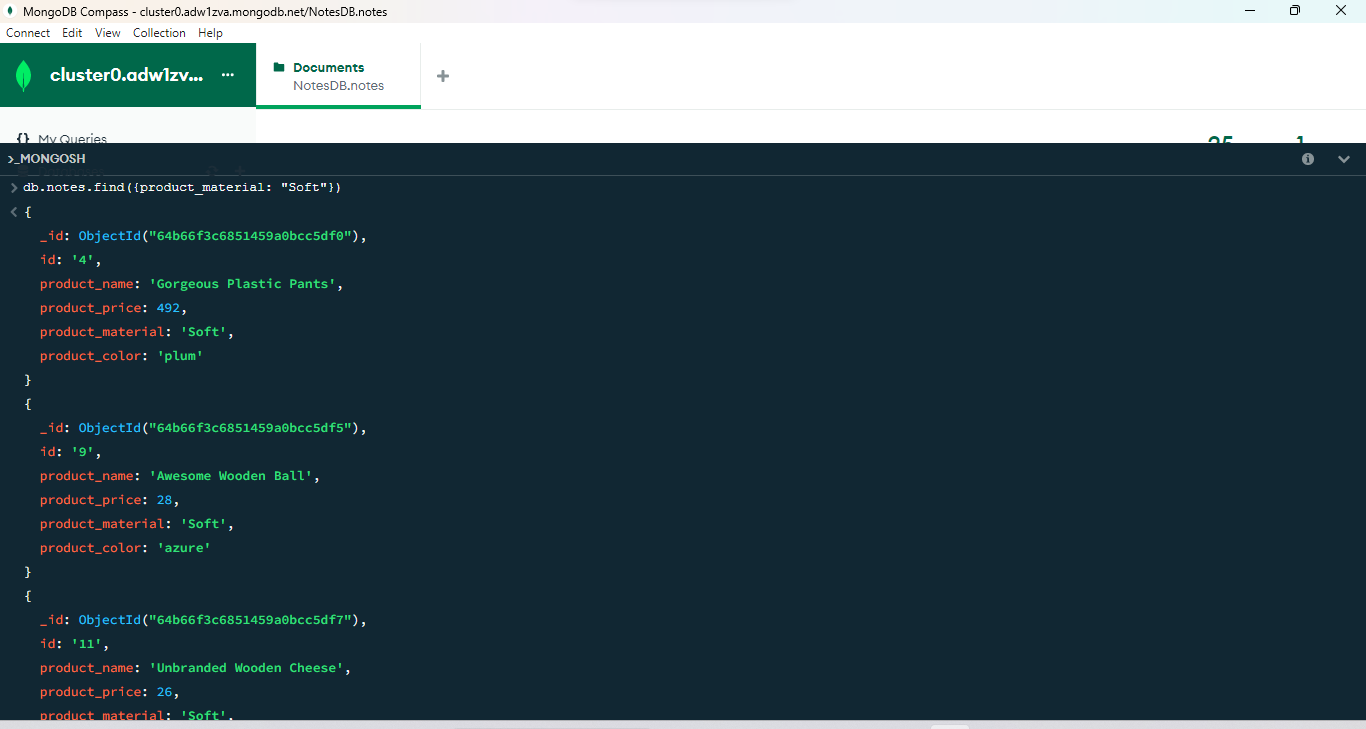 MongoDB Compass - cluster0.adw1zva.mongodb.net/NotesDB.notes
Connect Edit View Collection Help
cluster0.adw1zv... ···
Documents
NotesDB.notes
+
{} My Queries
25 1
>_MONGOSH
> db.notes.find({product_material: "Soft"})
< {
_id: ObjectId("64b66f3c6851459a0bcc5df0"),
id: '4',
product_name: 'Gorgeous Plastic Pants',
product_price: 492,
product_material: 'Soft',
product_color: 'plum'
}
{
_id: ObjectId("64b66f3c6851459a0bcc5df5"),
id: '9',
product_name: 'Awesome Wooden Ball',
product_price: 28,
product_material: 'Soft',
product_color: 'azure'
}
{
_id: ObjectId("64b66f3c6851459a0bcc5df7"),
id: '11',
product_name: 'Unbranded Wooden Cheese',
product_price: 26,
product_material: 'Soft',